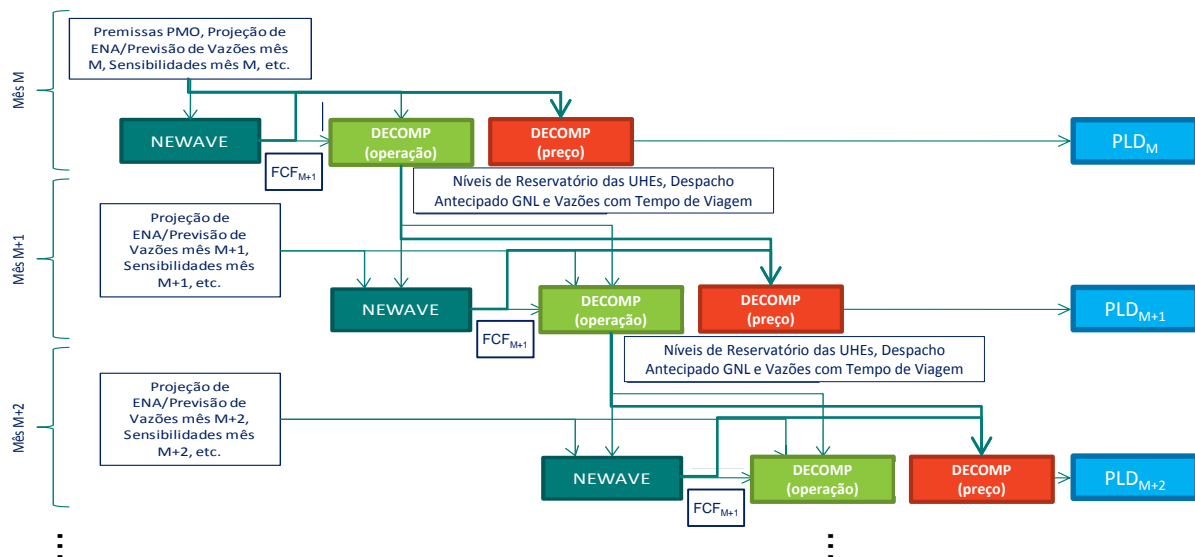 Mês M
Premissas PMO, Projeção de
ENA/Previsão de Vazões mês
M, Sensibilidades mês M, etc.
NEWAVE
DECOMP
(operação)
DECOMP
(preço)
PLDM
FCFM+1
Níveis de Reservatório das UHEs, Despacho
Antecipado GNL e Vazões com Tempo de Viagem
Mês M+1
Projeção de
ENA/Previsão de
Vazões mês M+1,
Sensibilidades mês
M+1, etc.
NEWAVE
DECOMP
(operação)
DECOMP
(preço)
PLDM+1
FCFM+1
Níveis de Reservatório das UHEs, Despacho
Antecipado GNL e Vazões com Tempo de Viagem
Mês M+2
Projeção de
ENA/Previsão de
Vazões mês M+2,
Sensibilidades mês
M+2, etc.
NEWAVE
DECOMP
(operação)
DECOMP
(preço)
PLDM+2
FCFM+1